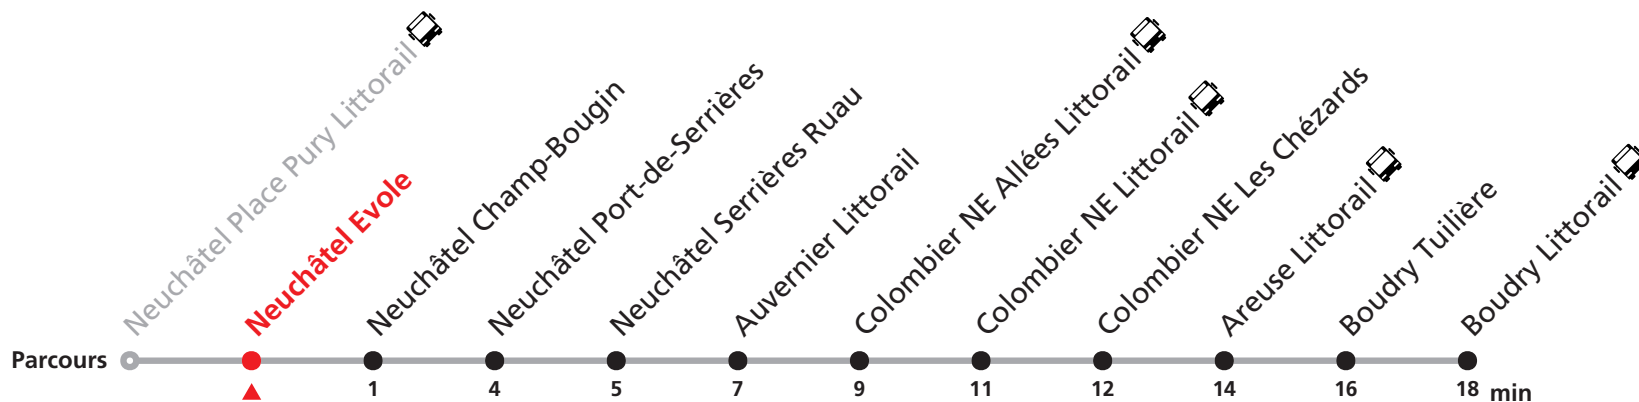 Neuchâtel Place Pury Littorail
Neuchâtel Evole
Neuchâtel Champ-Bougin
Neuchâtel Port-de-Serrières
Neuchâtel Serrières Ruau
Auvernier Littorail
Colombier NE Allées Littorail
Colombier NE Littorail
Colombier NE Les Chézards
Areuse Littorail
Boudry Tuilière
Boudry Littorail
Parcours
1 4 5 7 9 11 12 14 16 18 min